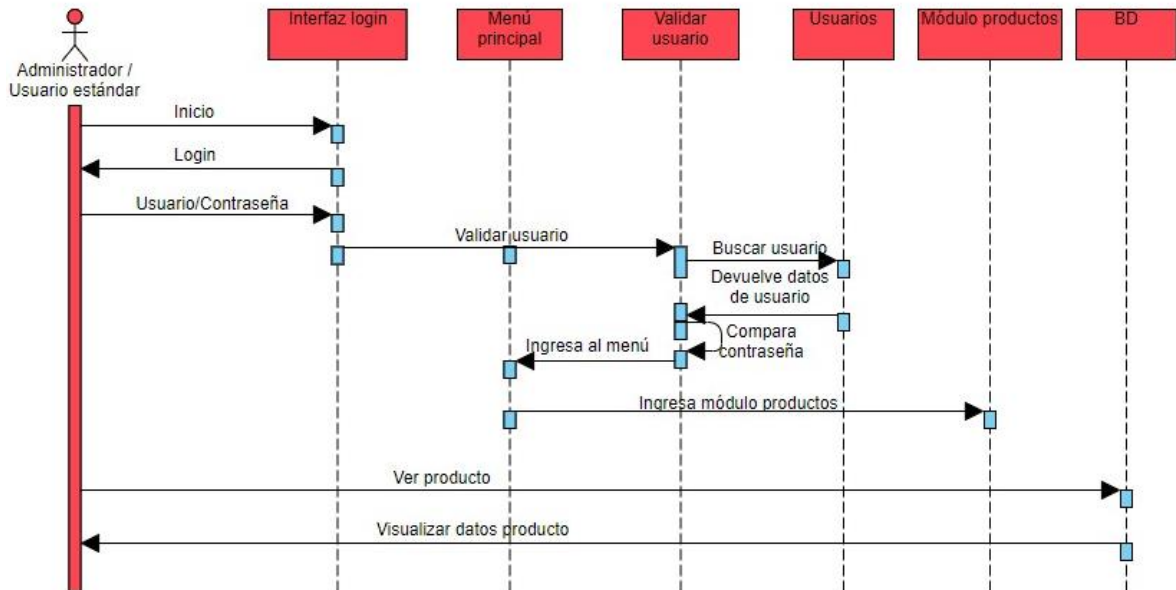 Interfaz login
Menú
principal
Validar
usuario
Usuarios
Módulo productos
BD
Administrador /
Usuario estándar
Inicio
Login
Usuario/Contraseña
Validar usuario
Buscar usuario
Devuelve datos
de usuario
Compara
contraseña
Ingresa al menú
Ingresa módulo productos
Ver producto
Visualizar datos producto